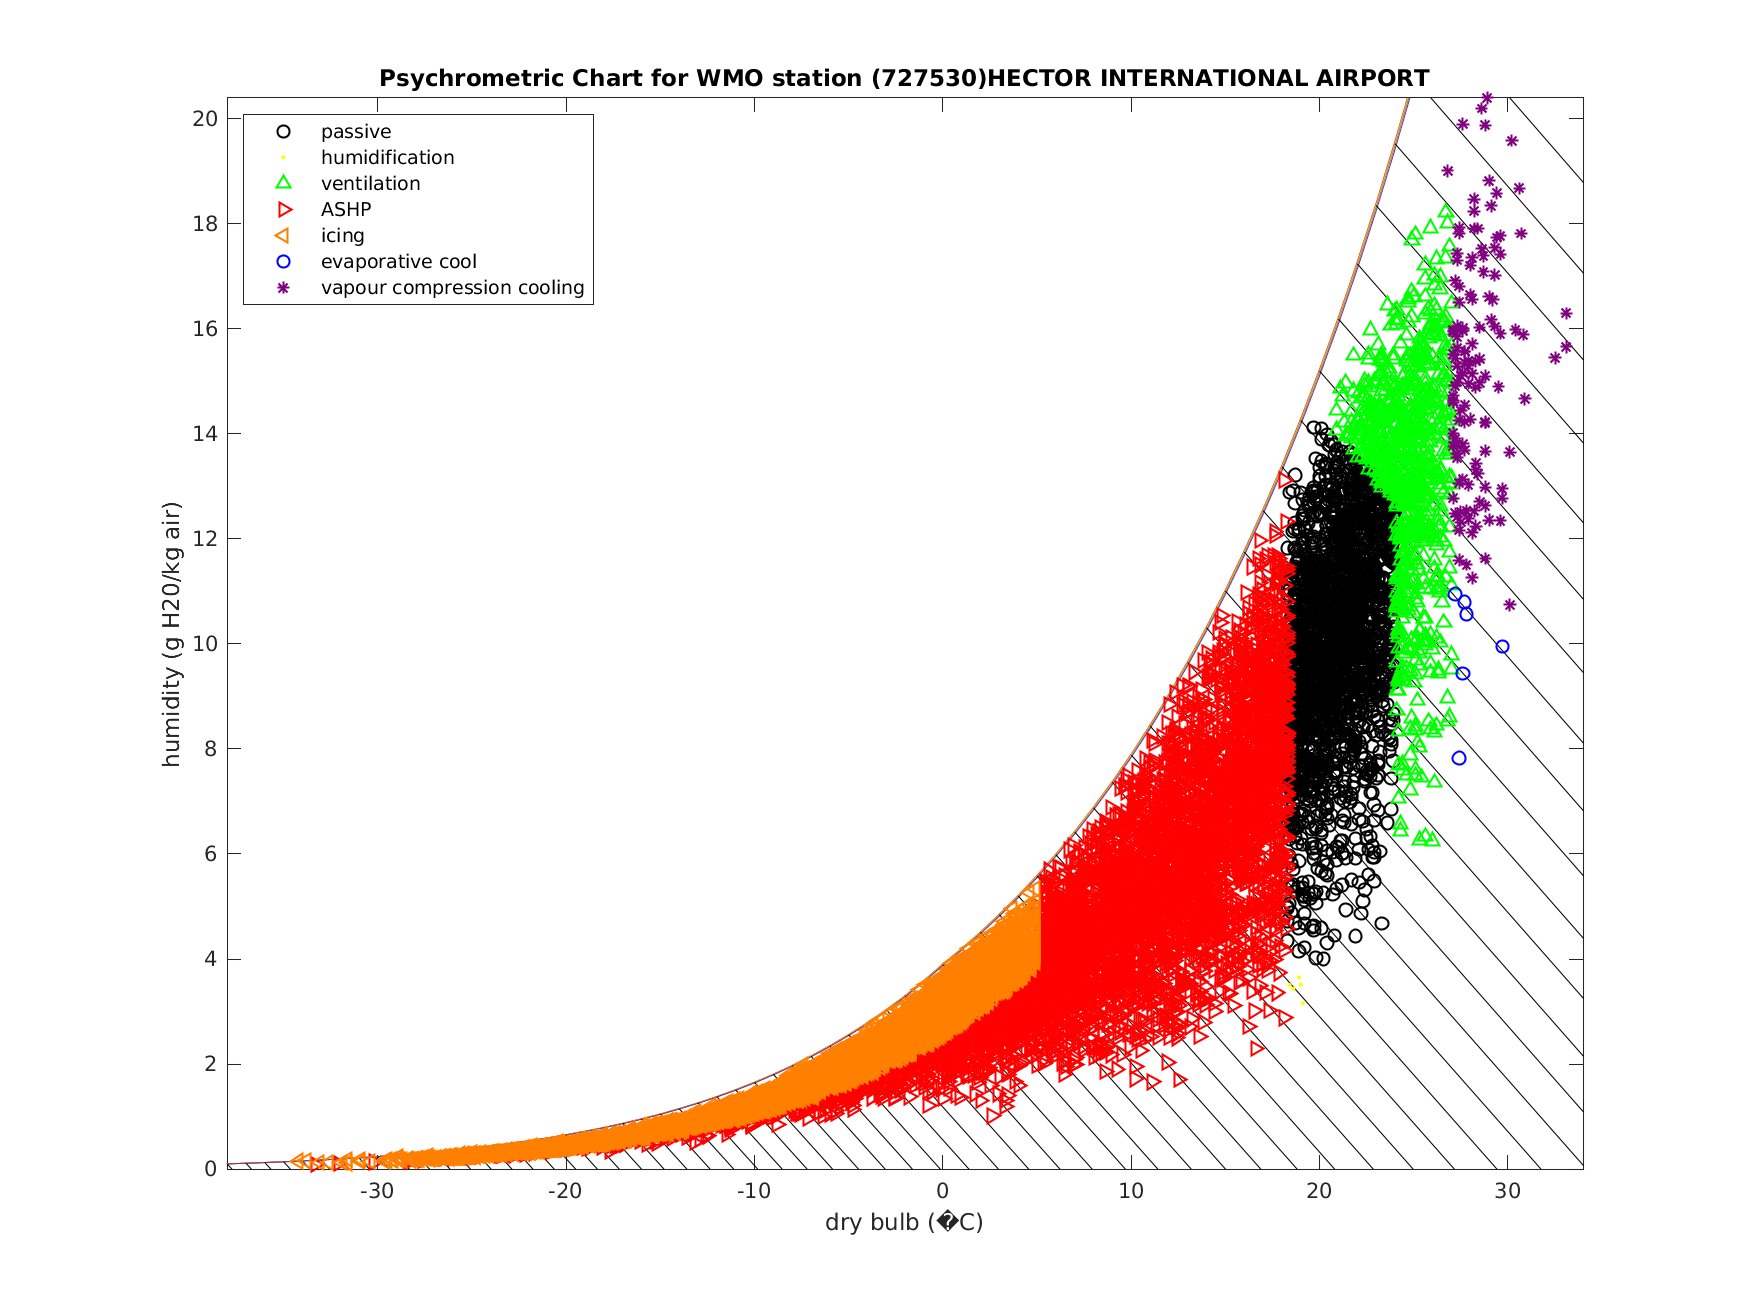 Psychrometric Chart for WMO station (727530)HECTOR INTERNATIONAL AIRPORT
passive
humidification
ventilation
ASHP
icing
evaporative cool
vapour compression cooling
humidity (g H20/kg air)
20
18
16
14
12
10
8
6
4
2
0
-30 -20 -10 0 10 20 30
dry bulb (�C)